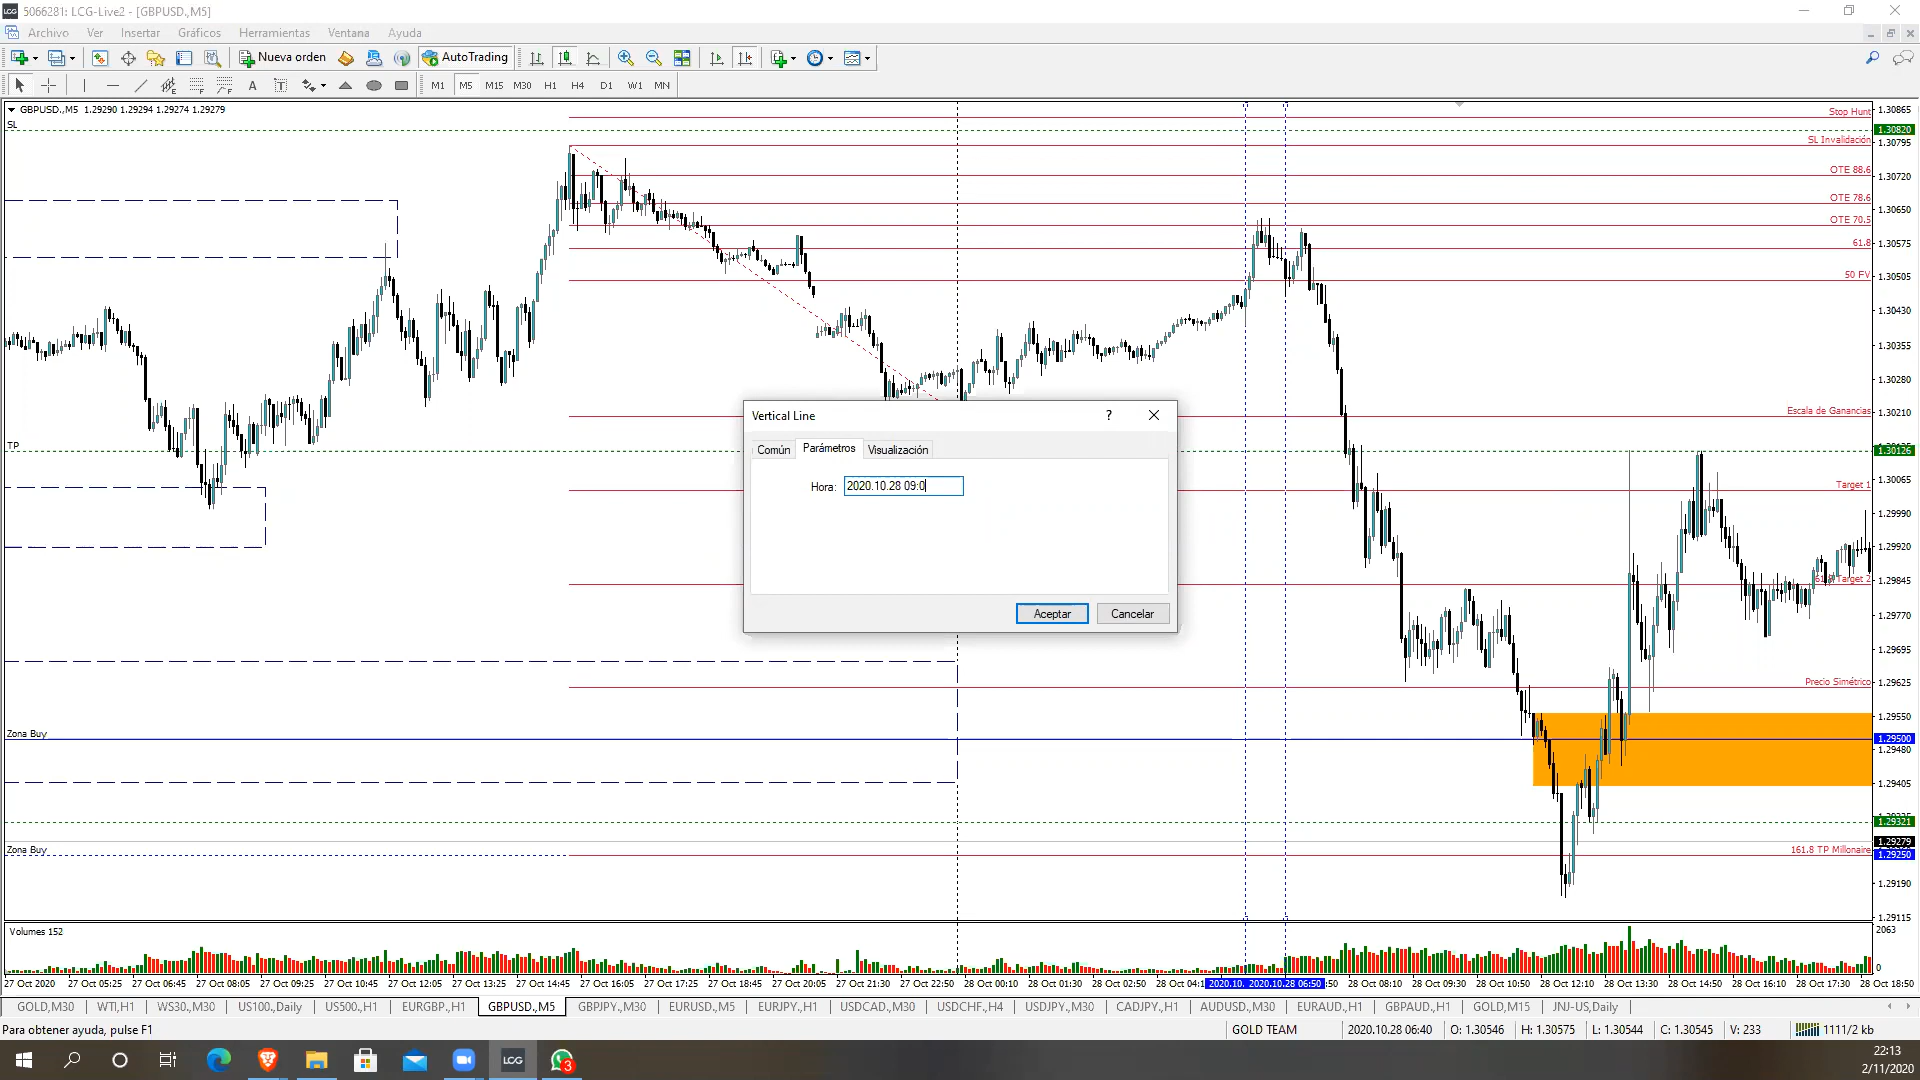 5066281: LCG-Live2 - [GBPUSD.,M5]
Archivo Ver Insertar Gráficos Herramientas Ventana Ayuda
Nueva orden AutoTrading
A T M1 M5 M15 M30 H1 H4 D1 W1 MN
GBPUSD.,M5 1.29290 1.29294 1.29274 1.29279
SL
TP
Zona Buy
Zona Buy
Stop Hunt
SL Invalidación
OTE 88.6
OTE 78.6
OTE 70.5
61.8
50 FV
Escala de Ganancias
Target 1
Target 2
Precio Simétrico
161.8 TP Millonaire
1.30865
1.30820
1.30795
1.30720
1.30650
1.30575
1.30505
1.30430
1.30355
1.30280
1.30210
1.30126
1.30065
1.29990
1.29920
1.29845
1.29770
1.29695
1.29625
1.29550
1.29500
1.29480
1.29405
1.29321
1.29279
1.29250
1.29190
1.29115
Vertical Line ?
Común Parámetros Visualización
Hora: 2020.10.28 09:0
Aceptar Cancelar
Volumes 152
2063
0
27 Oct 2020 27 Oct 05:25 27 Oct 06:45 27 Oct 08:05 27 Oct 09:25 27 Oct 10:45 27 Oct 12:05 27 Oct 13:25 27 Oct 14:45 27 Oct 16:05 27 Oct 17:25 27 Oct 18:45 27 Oct 20:05 27 Oct 21:30 27 Oct 22:50 28 Oct 00:10 28 Oct 01:30 28 Oct 02:50 28 Oct 04:1 2020.10. 2020.10.28 06:50 :50 28 Oct 08:10 28 Oct 09:30 28 Oct 10:50 28 Oct 12:10 28 Oct 13:30 28 Oct 14:50 28 Oct 16:10 28 Oct 17:30 28 Oct 18:50
GOLD,M30 WTI,H1 WS30.,M30 US100.,Daily US500.,H1 EURGBP.,H1 GBPUSD.,M5 GBPJPY.,M30 EURUSD.,M5 EURJPY.,H1 USDCAD.,M30 USDCHF.,H4 USDJPY.,M30 CADJPY.,H1 AUDUSD.,M30 EURAUD.,H1 GBPAUD.,H1 GOLD,M15 JNJ-US,Daily
Para obtener ayuda, pulse F1 GOLD TEAM 2020.10.28 06:40 O: 1.30546 H: 1.30575 L: 1.30544 C: 1.30545 V: 233 1111/2 kb
LCG 3
22:13
2/11/2020